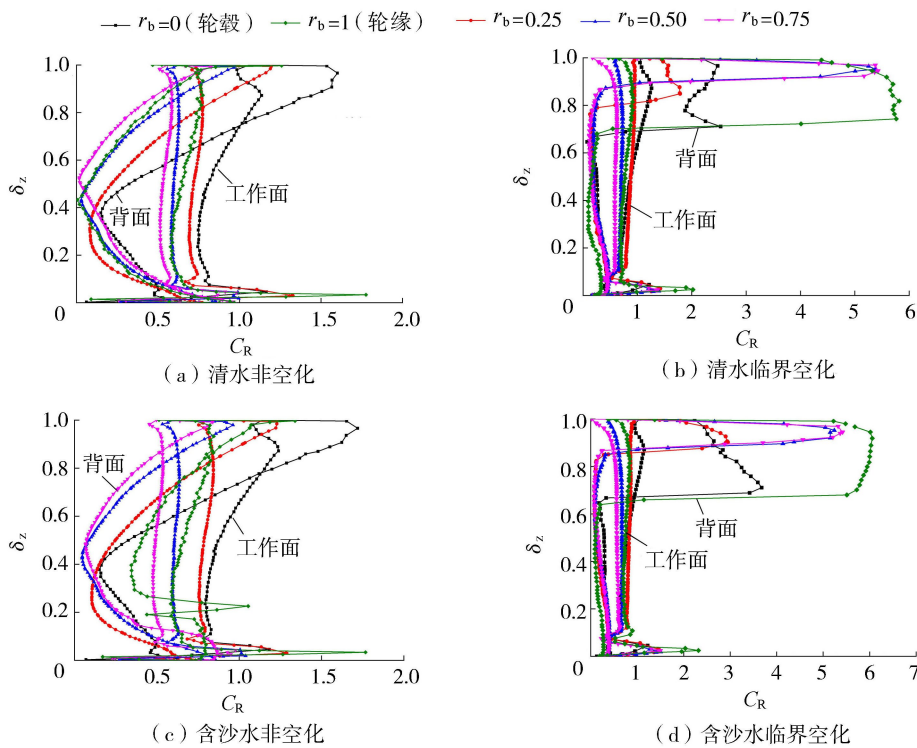 r_b=0(轮毂) r_b=1(轮缘) r_b=0.25 r_b=0.50 r_b=0.75
1.0
0.8
0.6
0.4
0.2
0
δ_z
背面
工作面
0.5 1.0 1.5 2.0
C_R
(a)清水非空化
1.0
0.8
0.6
0.4
0.2
0
δ_z
背面
工作面
1 2 3 4 5 6
C_R
(b)清水临界空化
1.0
0.8
0.6
0.4
0.2
0
δ_z
背面
工作面
0.5 1.0 1.5 2.0
C_R
(c)含沙水非空化
1.0
0.8
0.6
0.4
0.2
0
δ_z
背面
工作面
1 2 3 4 5 6 7
C_R
(d)含沙水临界空化